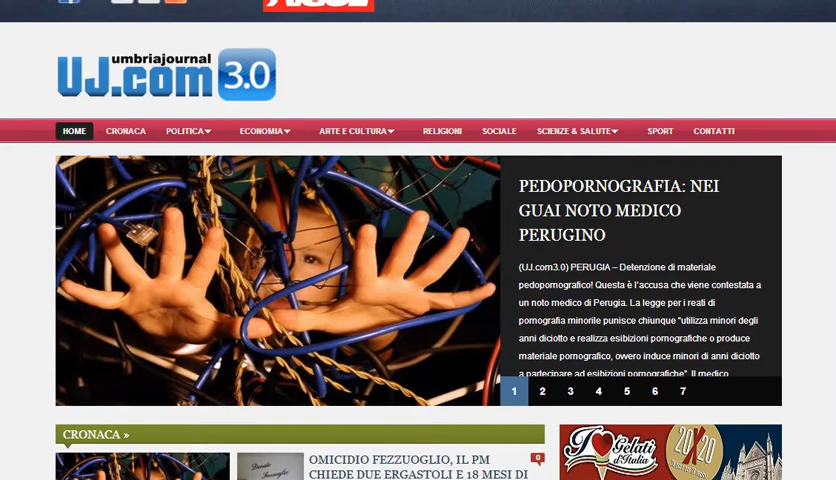 umbriajournal
UJ.com 3.0
HOME CRONACA POLITICA ECONOMIA ARTE E CULTURA RELIGIONI SOCIALE SCIENZE & SALUTE SPORT CONTATTI
PEDOPORNOGRAFIA: NEI
GUAI NOTO MEDICO
PERUGINO
(UJ.com3.0) PERUGIA – Detenzione di materiale
pedopornografico! Questa è l'accusa che viene contestata a
un noto medico di Perugia. La legge per i reati di
pornografia minorile punisce chiunque "utilizza minori degli
anni diciotto e realizza esibizioni pornografiche o produce
materiale pornografico, ovvero induce minori di anni diciotto
a partecipare ad esibizioni pornografiche". Il medico
1 2 3 4 5 6 7
CRONACA »
OMICIDIO FEZZUOGLIO, IL PM
CHIEDE DUE ERGASTOLI E 18 MESI DI
0
I Gelati
d'Italia
20X20